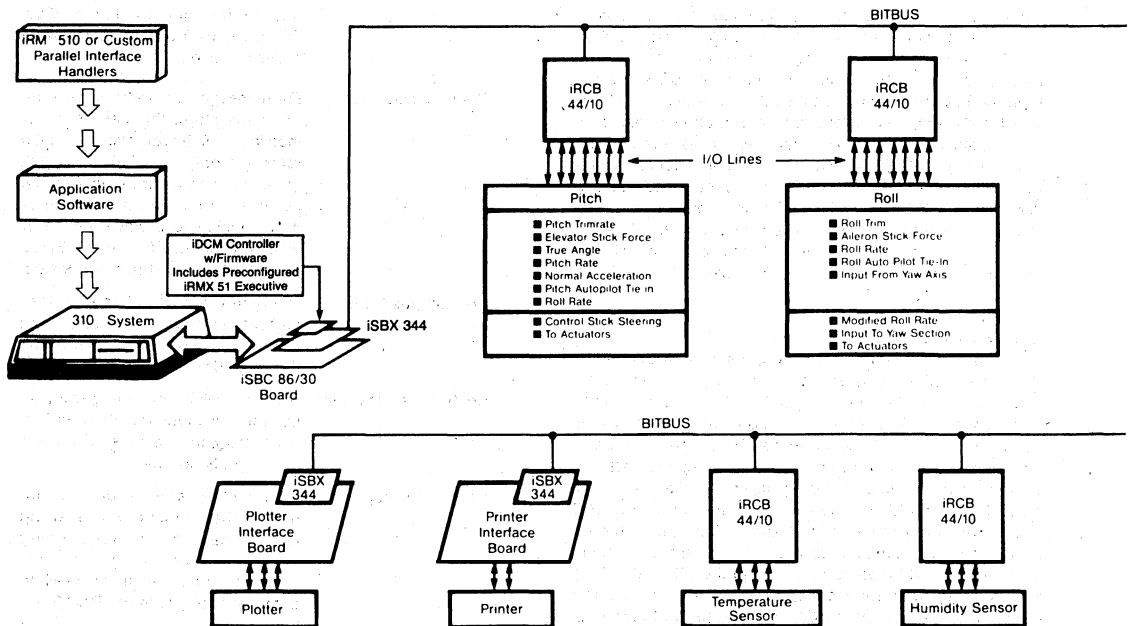 iRM 510 or Custom
Parallel Interface
Handlers
Application
Software
iDCM Controller
w/Firmware
Includes Preconfigured
iRMX 51 Executive
310 System
iSBX 344
iSBC 86/30
Board
BITBUS
iRCB
44/10
iRCB
44/10
I/O Lines
Pitch
Pitch Trimrate
Elevator Stick Force
True Angle
Pitch Rate
Normal Acceleration
Pitch Autopilot Tie in
Roll Rate
Control Stick Steering
To Actuators
Roll
Roll Trim
Aileron Stick Force
Roll Rate
Roll Auto Pilot Tie-In
Input From Yaw Axis
Modified Roll Rate
Input To Yaw Section
To Actuators
BITBUS
iSBX
344
Plotter
Interface
Board
Plotter
iSBX
344
Printer
Interface
Board
Printer
iRCB
44/10
Temperature
Sensor
iRCB
44/10
Humidity Sensor